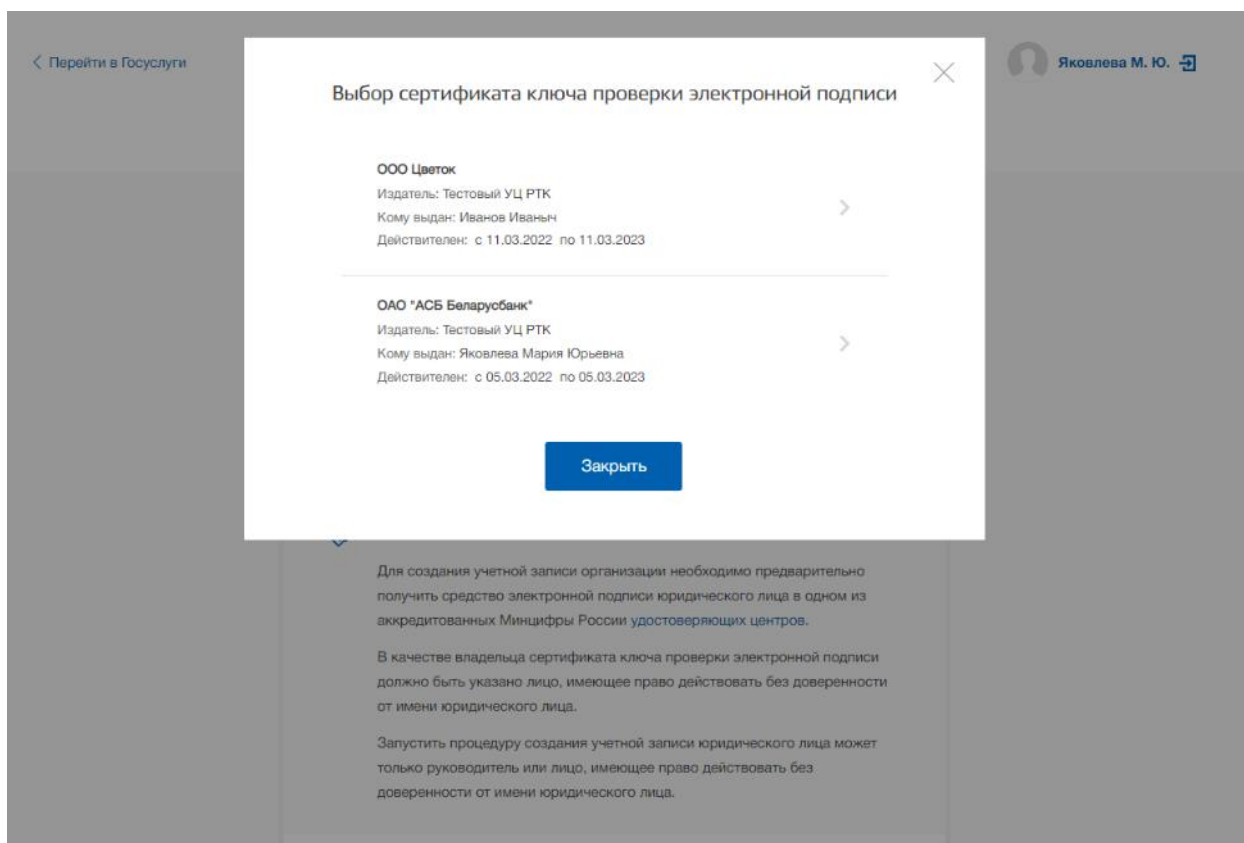 Перейти в Госуслуги
Яковлева М. Ю.
Выбор сертификата ключа проверки электронной подписи
ООО Цветок
Издатель: Тестовый УЦ РТК
Кому выдан: Иванов Иваныч
Действителен: с 11.03.2022 по 11.03.2023
ОАО "АСБ Беларусбанк"
Издатель: Тестовый УЦ РТК
Кому выдан: Яковлева Мария Юрьевна
Действителен: с 05.03.2022 по 05.03.2023
Закрыть
Для создания учетной записи организации необходимо предварительно
получить средство электронной подписи юридического лица в одном из
аккредитованных Минцифры России удостоверяющих центров.
В качестве владельца сертификата ключа проверки электронной подписи
должно быть указано лицо, имеющее право действовать без доверенности
от имени юридического лица.
Запустить процедуру создания учетной записи юридического лица может
только руководитель или лицо, имеющее право действовать без
доверенности от имени юридического лица.